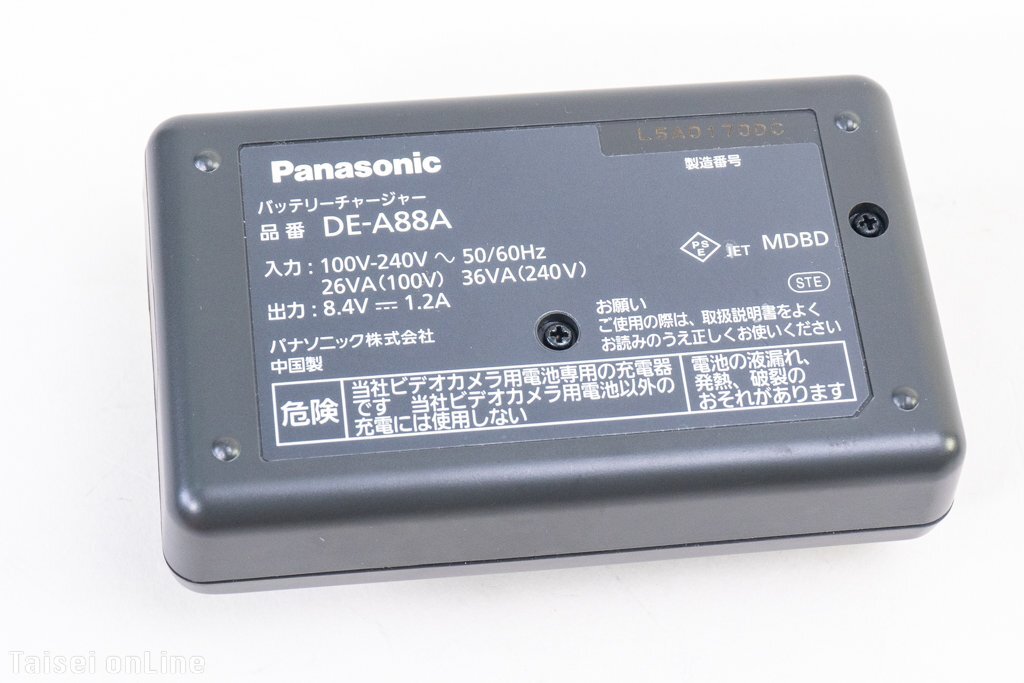 L5A0170DC
Panasonic
製造番号
バッテリーチャージャー
品番 DE-A88A
PS E JET MDBD
入力 : 100V-240V ～ 50/60Hz
26VA(100V) 36VA(240V)
STE
出力 : 8.4V ⎓ 1.2A
お願い
ご使用の際は、取扱説明書をよく
お読みのうえ正しくお使いください
パナソニック株式会社
中国製
危険
当社ビデオカメラ用電池専用の充電器
です 当社ビデオカメラ用電池以外の
充電には使用しない
電池の液漏れ、
発熱、破裂の
おそれがあります
Taisei onLine